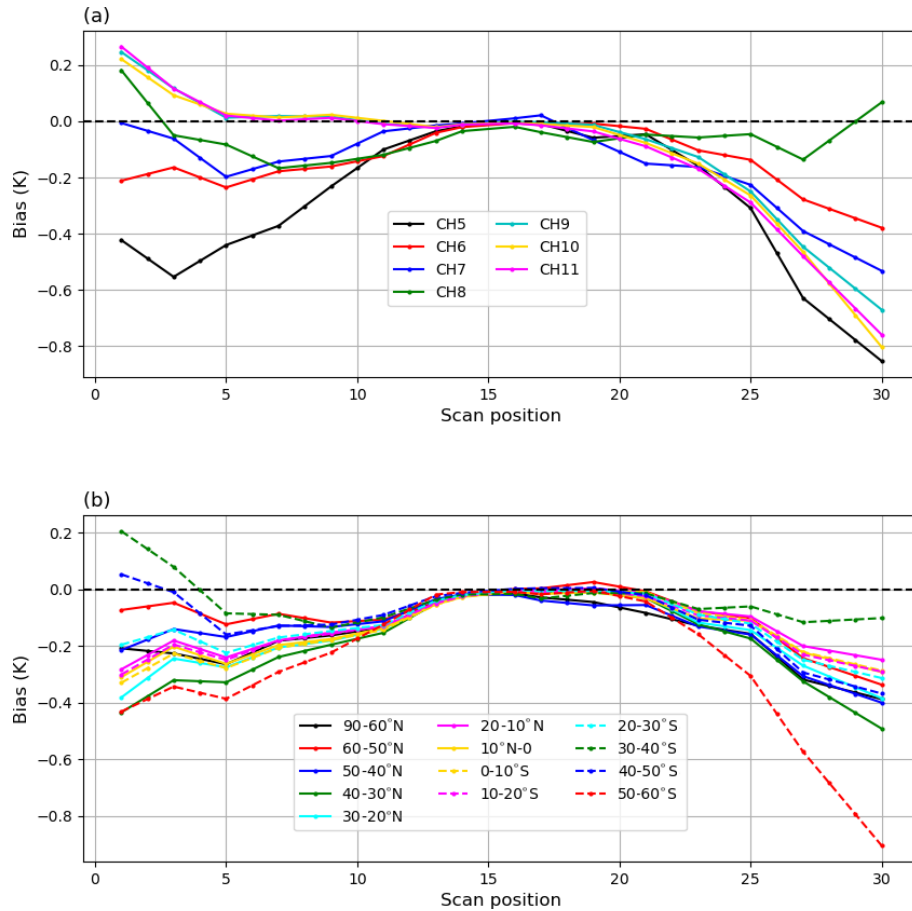 (a)
0.2
0.0
−0.2
−0.4
−0.6
−0.8
Bias (K)
CH5
CH6
CH7
CH8
CH9
CH10
CH11
0 5 10 15 20 25 30
Scan position
(b)
0.2
0.0
−0.2
−0.4
−0.6
−0.8
Bias (K)
90-60°N
60-50°N
50-40°N
40-30°N
30-20°N
20-10°N
10°N-0
0-10°S
10-20°S
20-30°S
30-40°S
40-50°S
50-60°S
0 5 10 15 20 25 30
Scan position